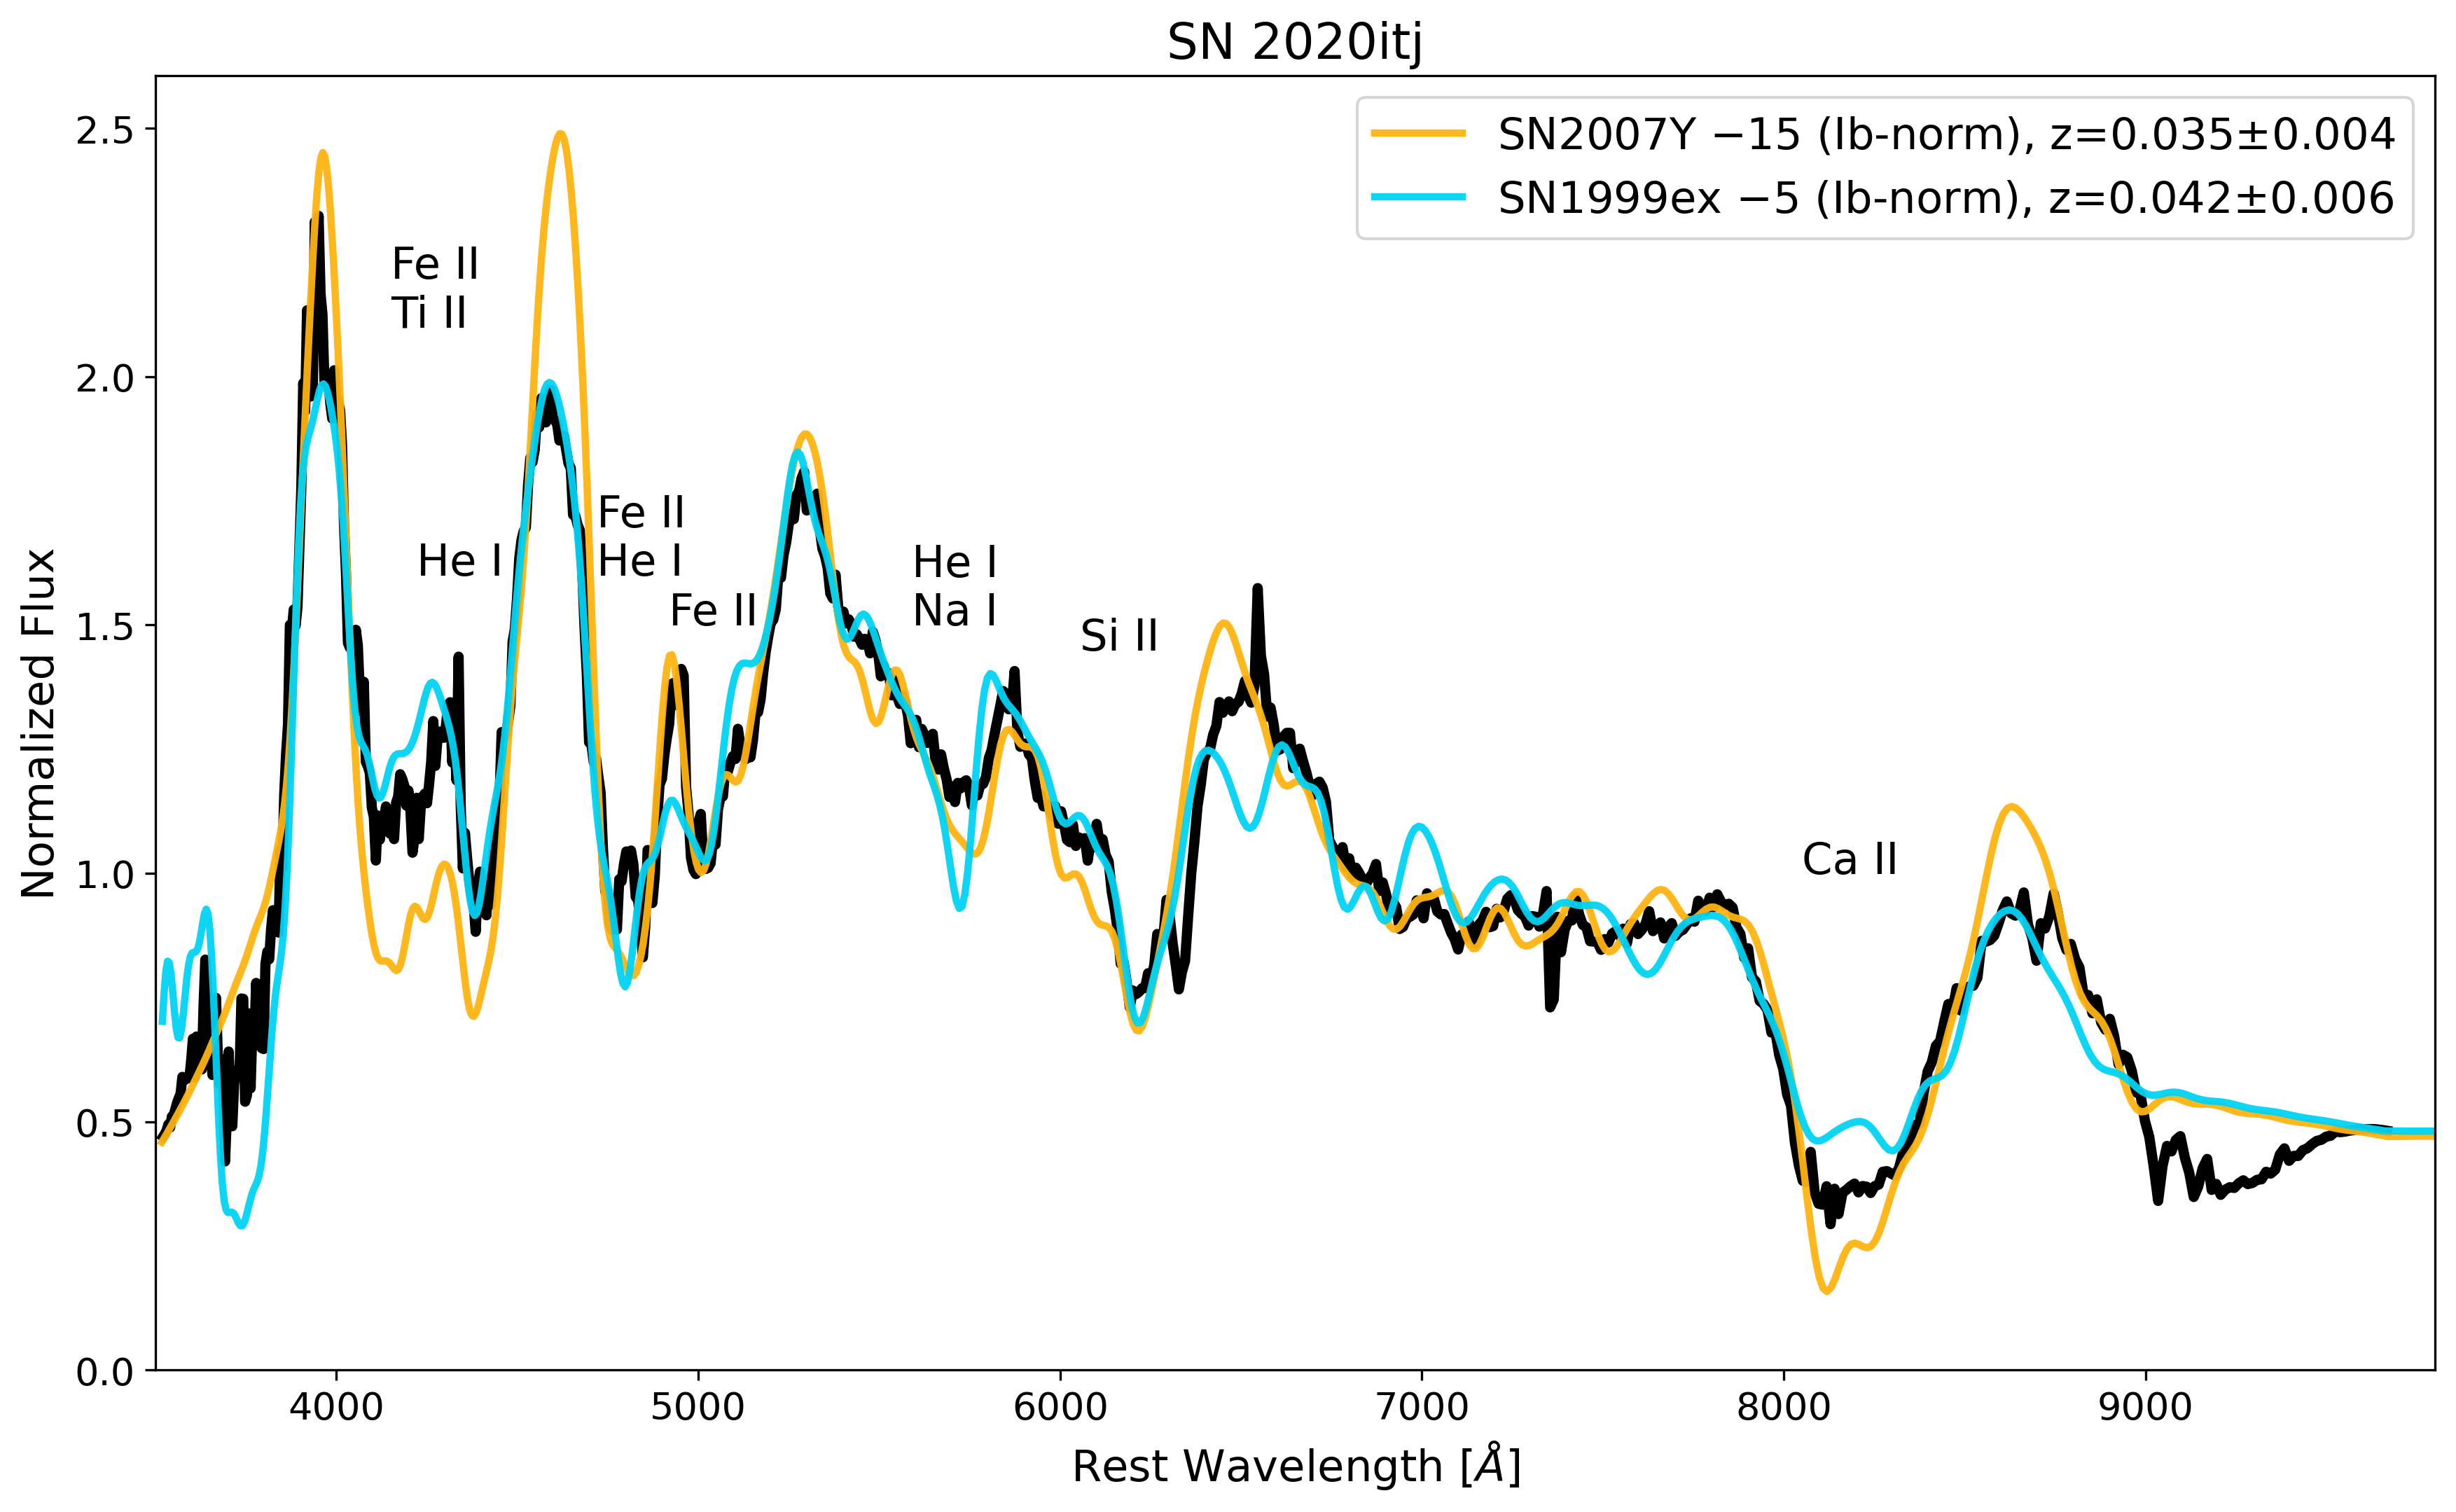 SN 2020itj
SN2007Y −15 (Ib-norm), z=0.035±0.004
SN1999ex −5 (Ib-norm), z=0.042±0.006
Fe II
Ti II
He I
Fe II
He I
Fe II
He I
Na I
Si II
Ca II
Normalized Flux
2.5
2.0
1.5
1.0
0.5
0.0
4000
5000
6000
7000
8000
9000
Rest Wavelength [Å]